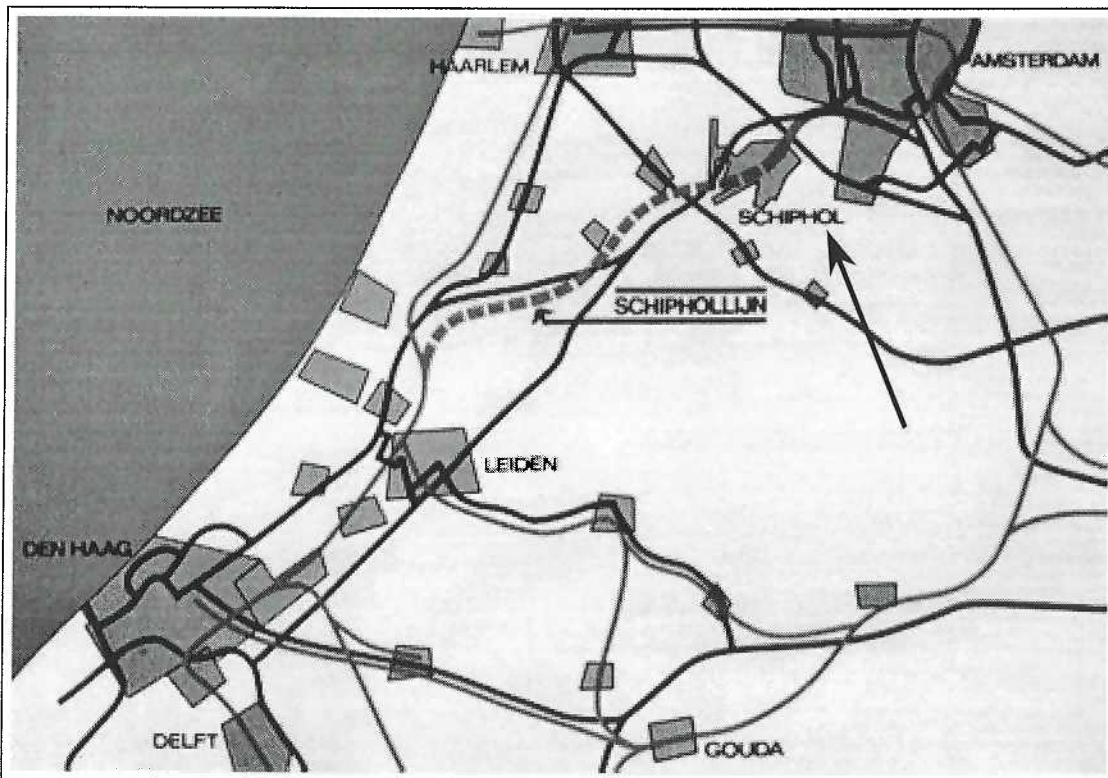 HAARLEM
AMSTERDAM
NOORDZEE
SCHIPHOL
SCHIPHOLLIJN
LEIDEN
DEN HAAG
DELFT
GOUDA